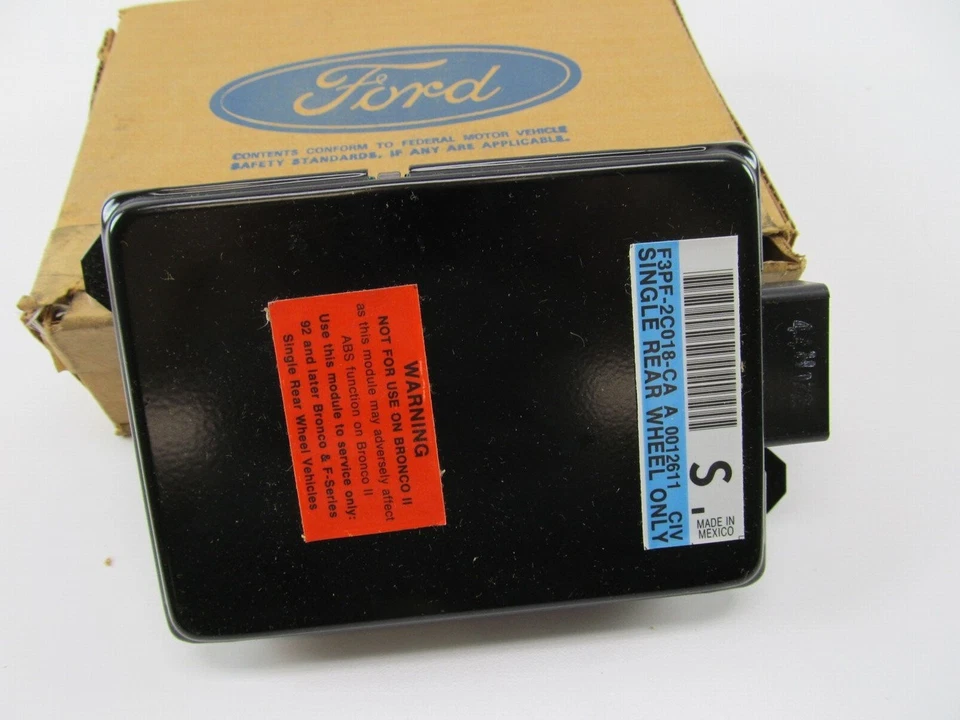 Ford
CONTENTS CONFORM TO FEDERAL MOTOR VEHICLE
SAFETY STANDARDS, IF ANY ARE APPLICABLE.
WARNING
NOT FOR USE ON BRONCO II
as this module may adversely affect
ABS function on Bronco II
Use this module to service only:
92 and later Bronco & F-Series
Single Rear Wheel Vehicles
F3PF-2C018-CA A 0012611 CIV
SINGLE REAR WHEEL ONLY
S
MADE IN
MEXICO